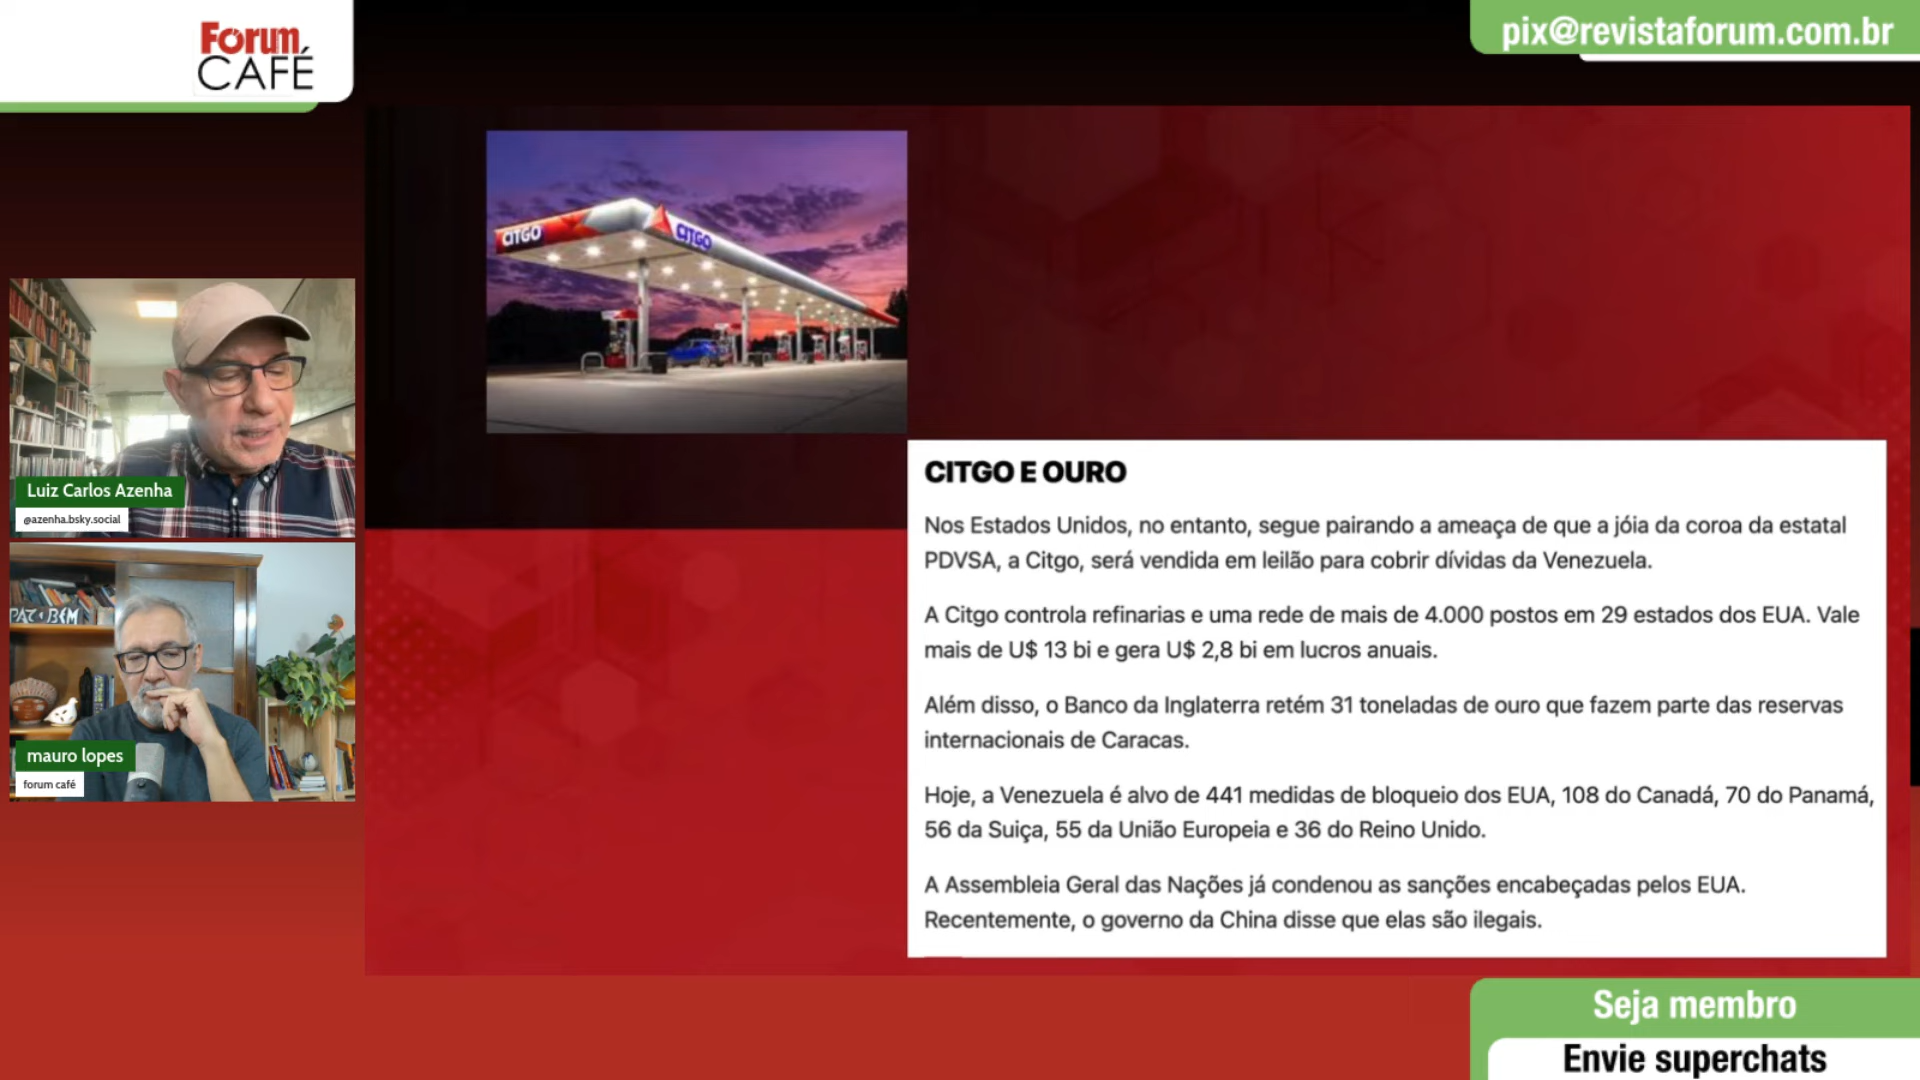 Forum
CAFÉ
pix@revistaforum.com.br
CITGO
CITGO
CITGO E OURO
Nos Estados Unidos, no entanto, segue pairando a ameaça de que a jóia da coroa da estatal
PDVSA, a Citgo, será vendida em leilão para cobrir dívidas da Venezuela.
A Citgo controla refinarias e uma rede de mais de 4.000 postos em 29 estados dos EUA. Vale
mais de U$ 13 bi e gera U$ 2,8 bi em lucros anuais.
Além disso, o Banco da Inglaterra retém 31 toneladas de ouro que fazem parte das reservas
internacionais de Caracas.
Hoje, a Venezuela é alvo de 441 medidas de bloqueio dos EUA, 108 do Canadá, 70 do Panamá,
56 da Suiça, 55 da União Europeia e 36 do Reino Unido.
A Assembleia Geral das Nações já condenou as sanções encabeçadas pelos EUA.
Recentemente, o governo da China disse que elas são ilegais.
Luiz Carlos Azenha
@azenha.bsky.social
PAZ E BEM
mauro lopes
forum café
Seja membro
Envie superchats